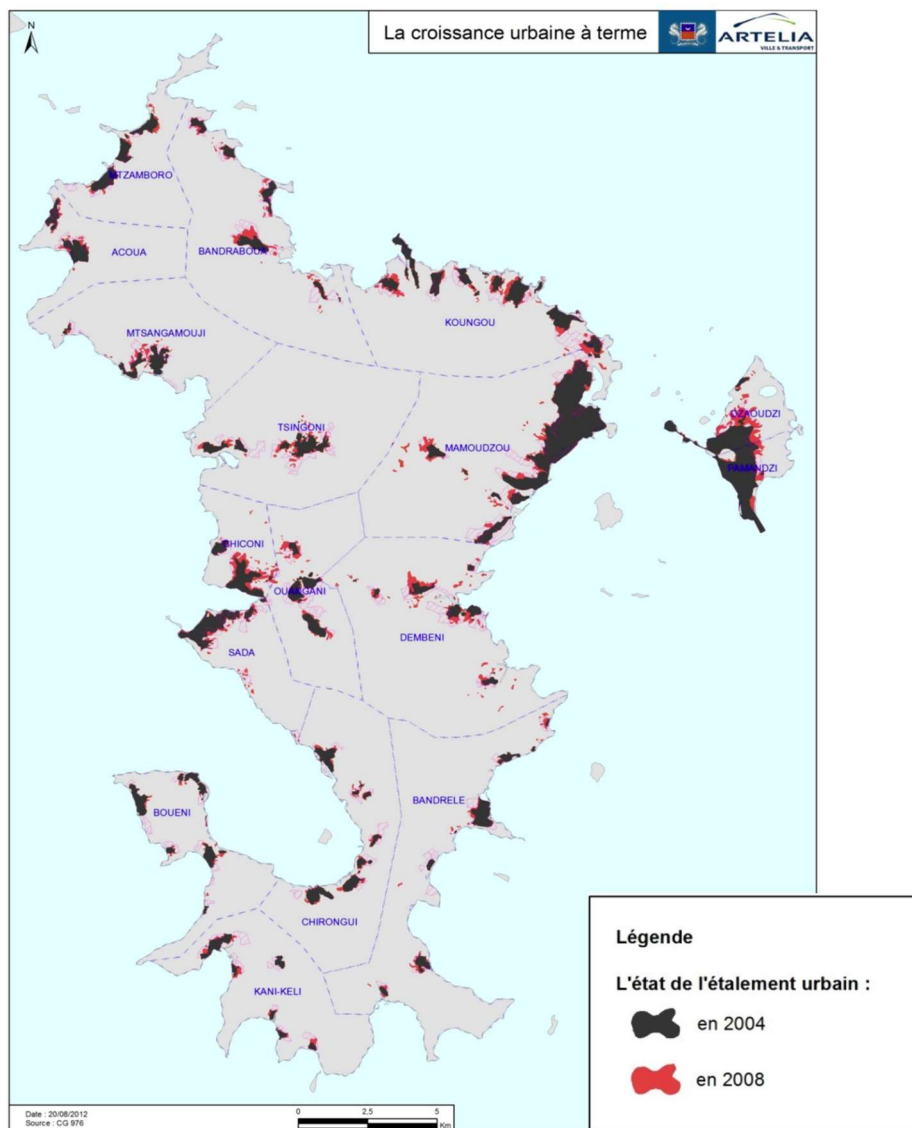 La croissance urbaine à terme
ARTELIA
VILLE & TRANSPORT
N
MTZAMBORO
ACOUA
BANDRABOUA
KOUNGOU
MTSANGAMOUJI
DZAOUDZI
TSINGONI
MAMOUDZOU
PAMANDZI
CHICONI
OUANGANI
DEMBENI
SADA
BANDRELE
BOUENI
CHIRONGUI
KANI-KELI
Légende
L'état de l'étalement urbain :
en 2004
en 2008
Date : 20/08/2012
Source : CG 976
0 2,5 5
Km